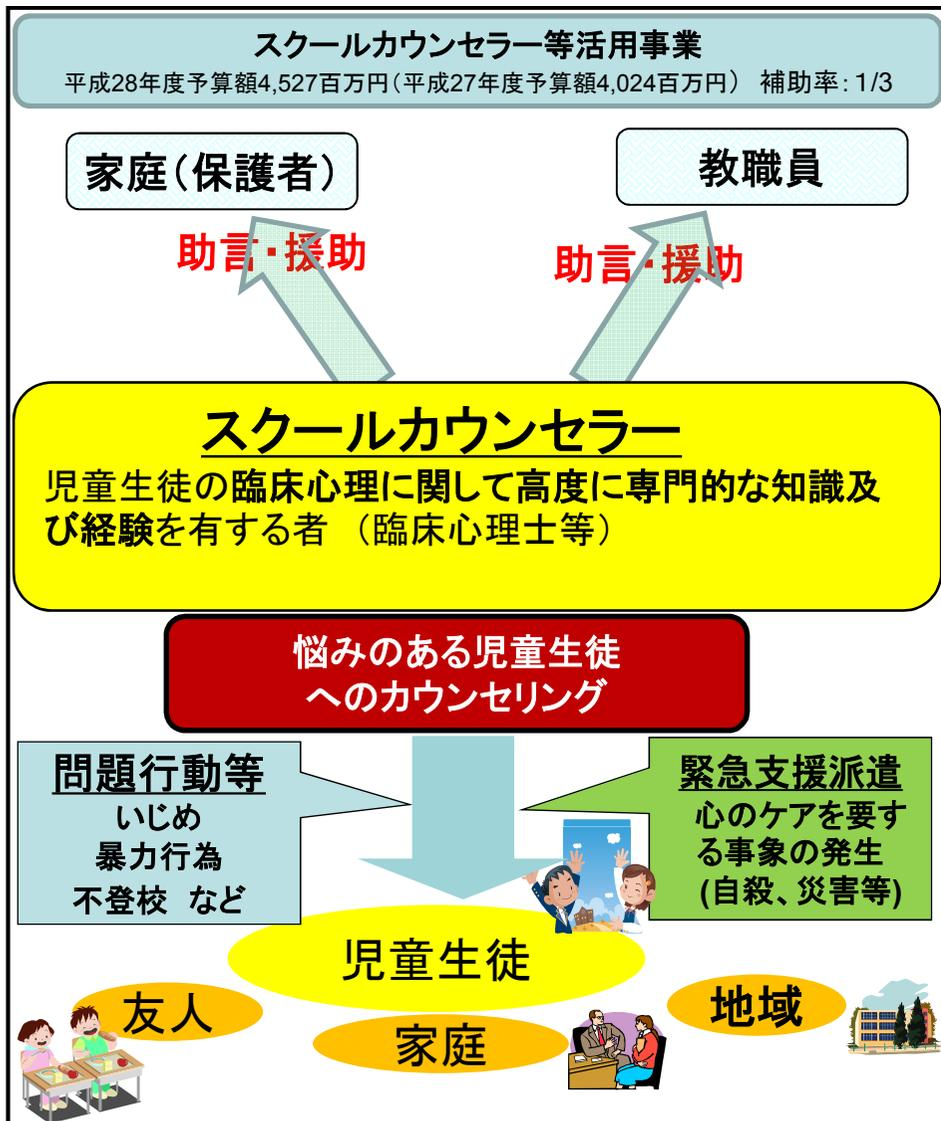 スクールカウンセラー等活用事業
平成28年度予算額4,527百万円(平成27年度予算額4,024百万円) 補助率:1/3
家庭(保護者)
教職員
助言・援助
助言・援助
スクールカウンセラー
児童生徒の臨床心理に関して高度に専門的な知識及
び経験を有する者 (臨床心理士等)
悩みのある児童生徒
へのカウンセリング
問題行動等
いじめ
暴力行為
不登校 など
緊急支援派遣
心のケアを要す
る事象の発生
(自殺、災害等)
児童生徒
友人
家庭
地域